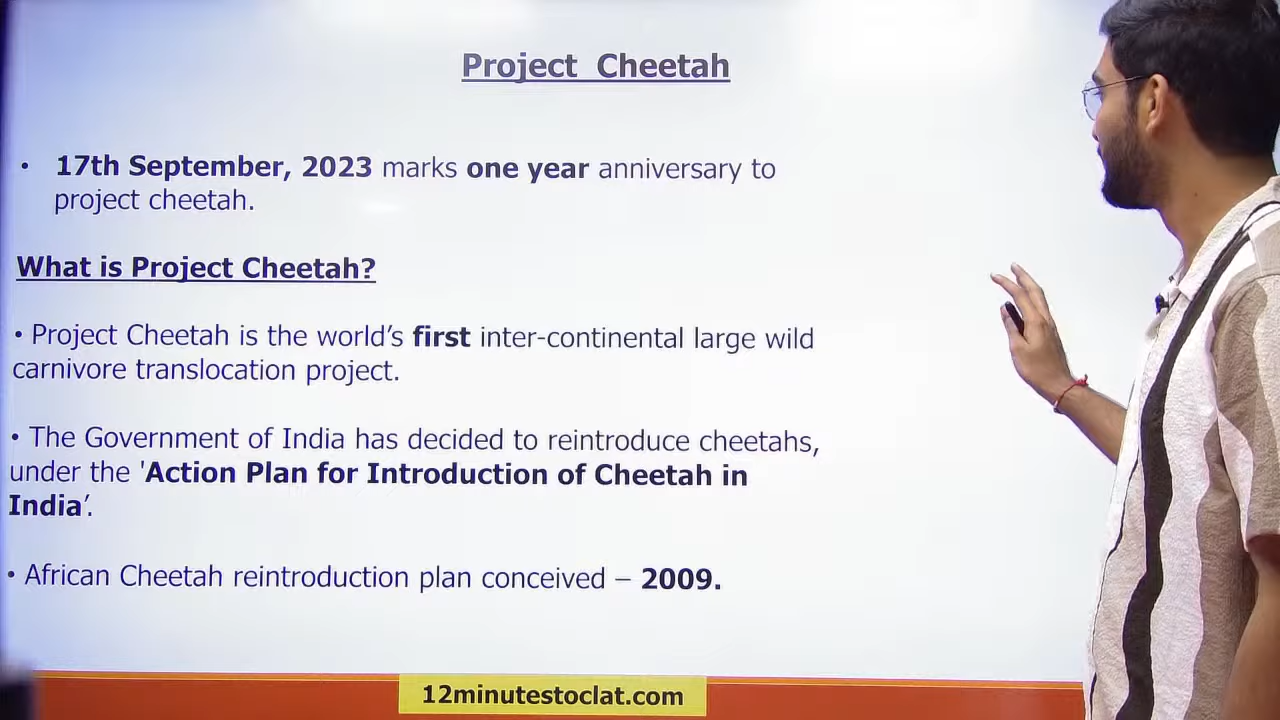 Project Cheetah
• 17th September, 2023 marks one year anniversary to
project cheetah.
What is Project Cheetah?
• Project Cheetah is the world’s first inter-continental large wild
carnivore translocation project.
• The Government of India has decided to reintroduce cheetahs,
under the 'Action Plan for Introduction of Cheetah in
India’.
• African Cheetah reintroduction plan conceived – 2009.
12minutestoclat.com